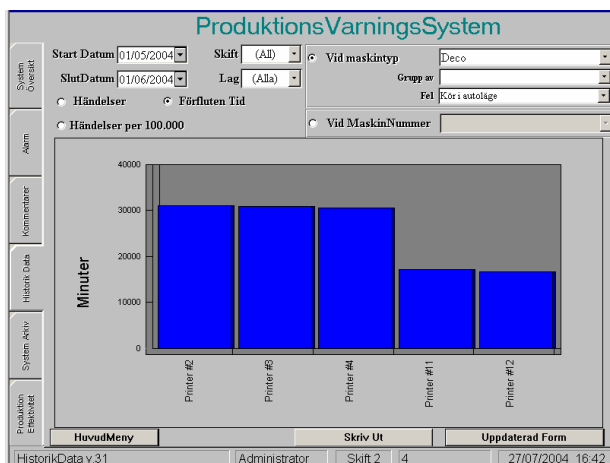 ProduktionsVarningsSystem
Start Datum 01/05/2004 Skift (All)
SlutDatum 01/06/2004 Lag (Alla)
Händelser Förfluten Tid
Händelser per 100.000
Vid maskintyp Deco
Grupp av
Fel Kör i autoläge
Vid MaskinNummer
System Översikt
Alarm
Kommentarer
Historik Data
System Arkiv
Produktion Effektivitet
Minuter
40000
30000
20000
10000
0
Printer #2
Printer #3
Printer #4
Printer #11
Printer #12
HuvudMeny Skriv Ut Uppdaterad Form
HistorikData v.31 Administrator Skift 2 4 27/07/2004 16:42